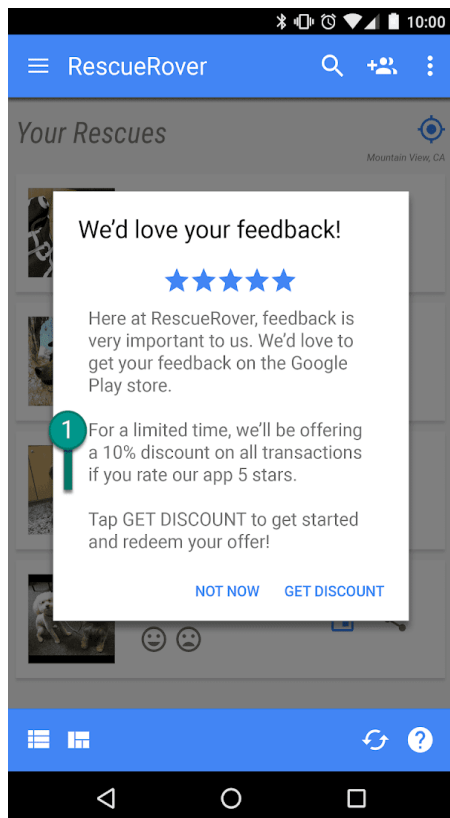 10:00
RescueRover
Your Rescues
Mountain View, CA
We’d love your feedback!
Here at RescueRover, feedback is
very important to us. We’d love to
get your feedback on the Google
Play store.
1
For a limited time, we’ll be offering
a 10% discount on all transactions
if you rate our app 5 stars.
Tap GET DISCOUNT to get started
and redeem your offer!
NOT NOW GET DISCOUNT